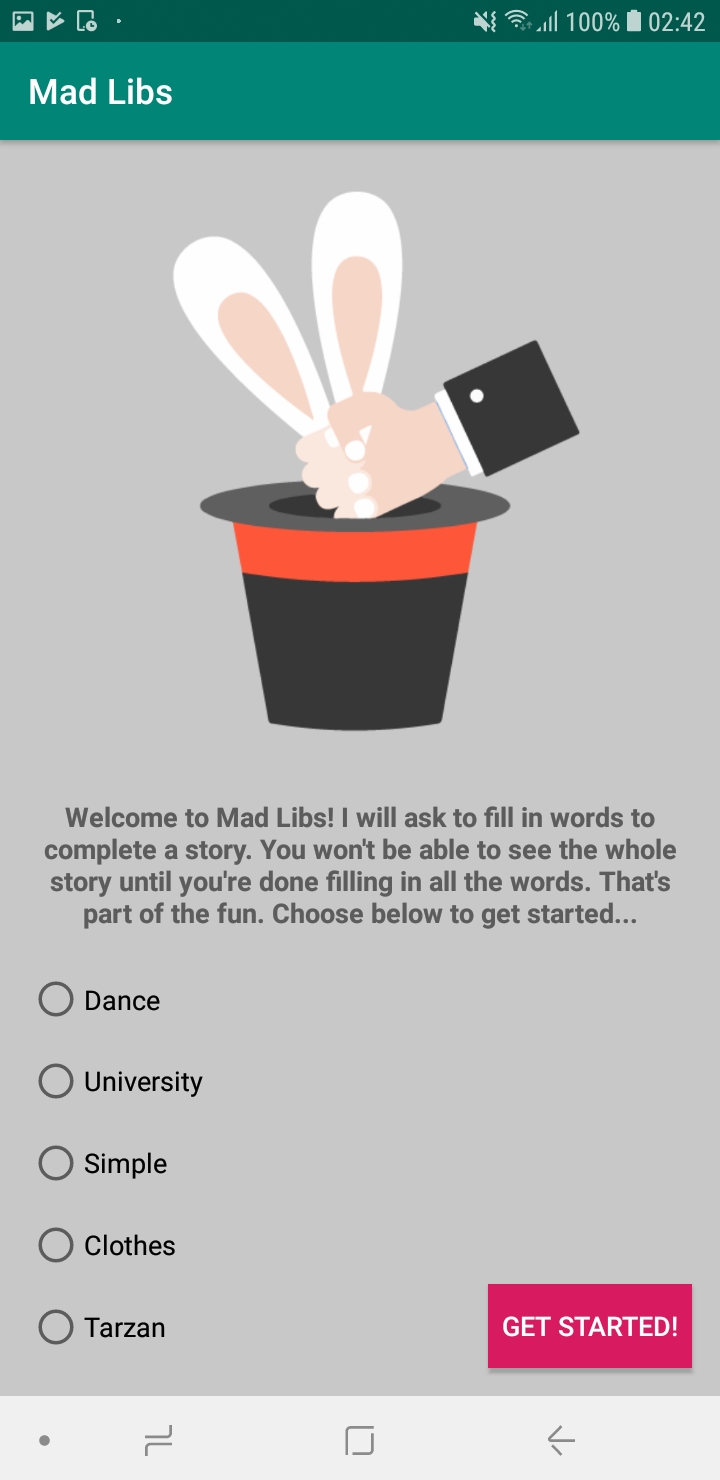 100% 02:42
Mad Libs
Welcome to Mad Libs! I will ask to fill in words to
complete a story. You won't be able to see the whole
story until you're done filling in all the words. That's
part of the fun. Choose below to get started...
Dance
University
Simple
Clothes
Tarzan
GET STARTED!